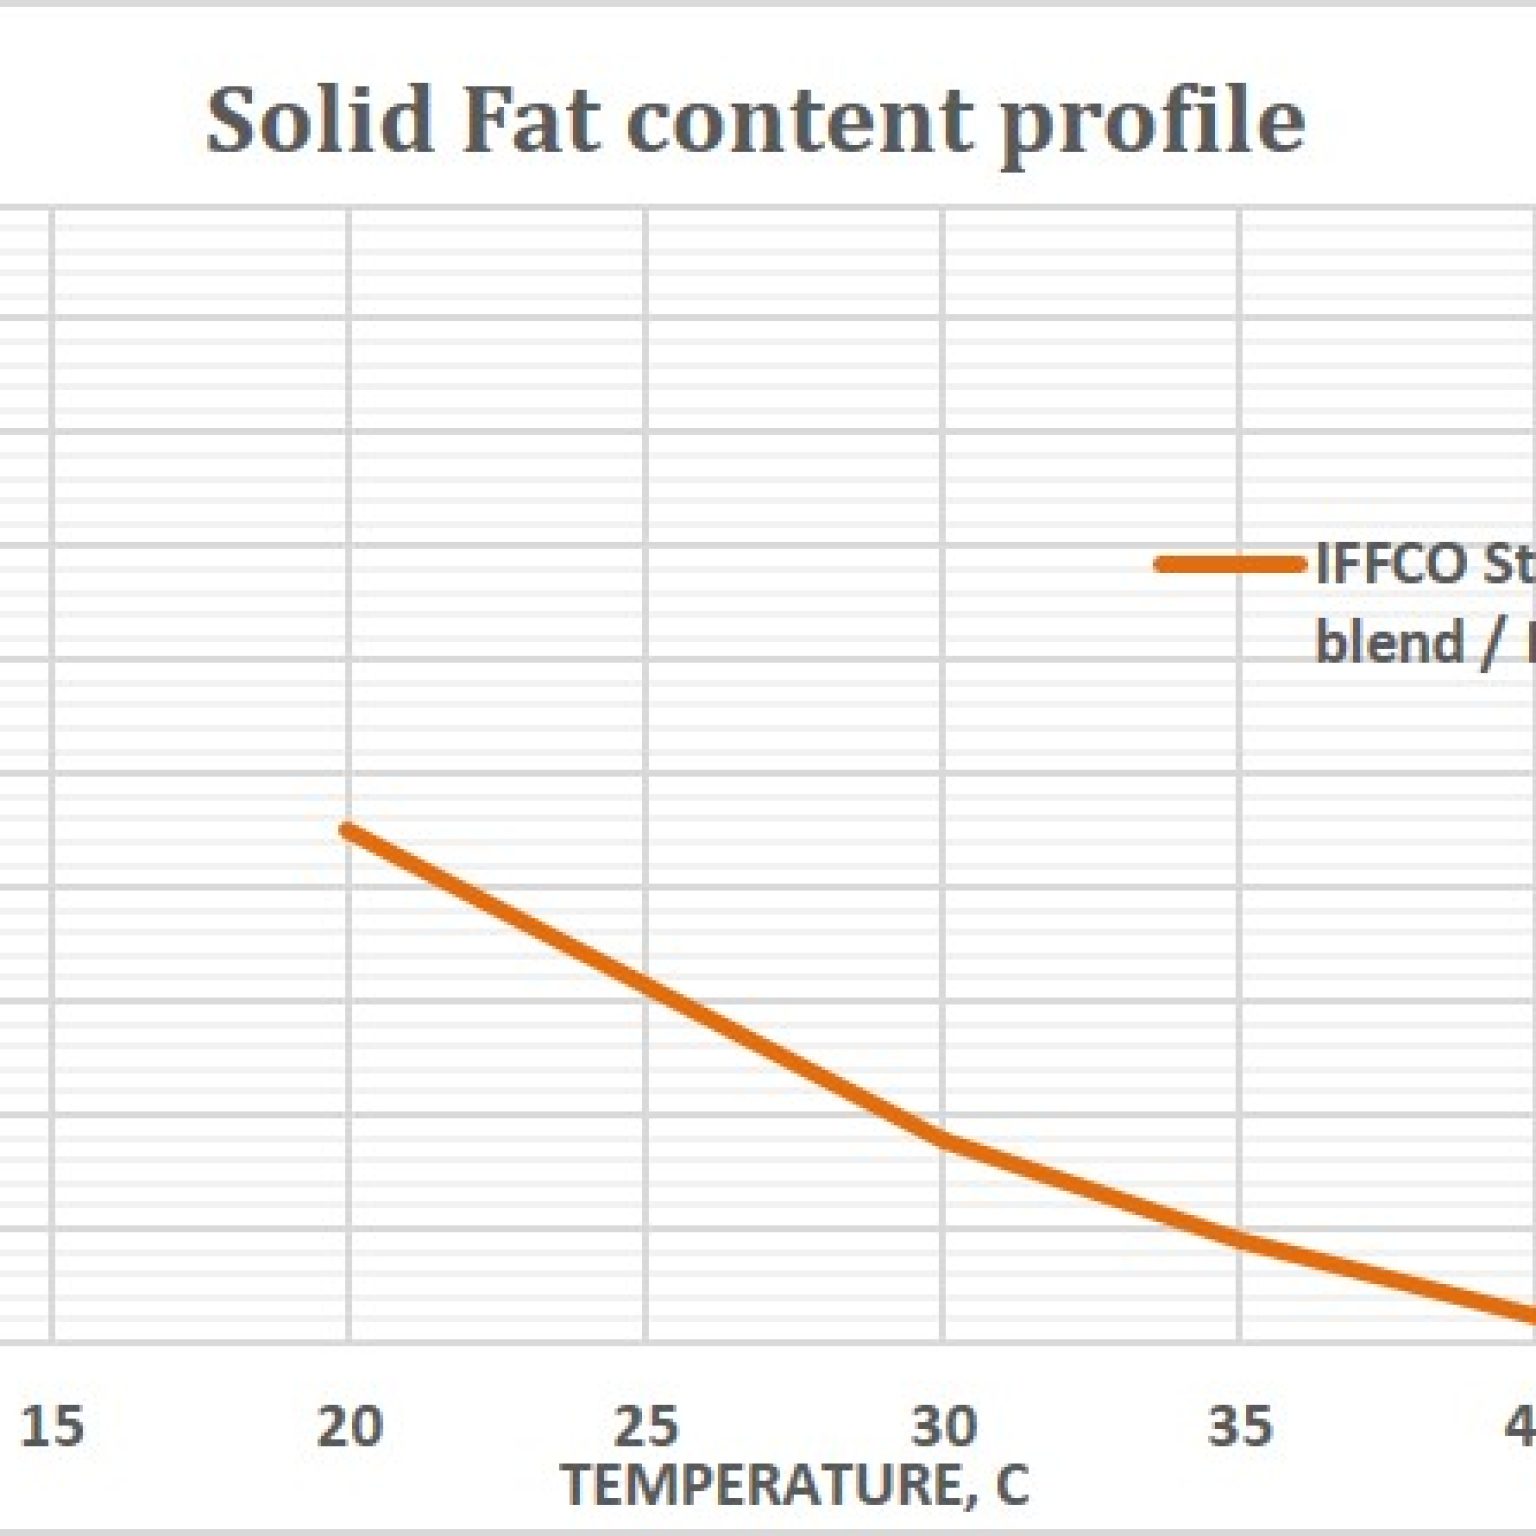 Solid Fat content profile
IFFCO
blend /
15 20 25 30 35
TEMPERATURE, C